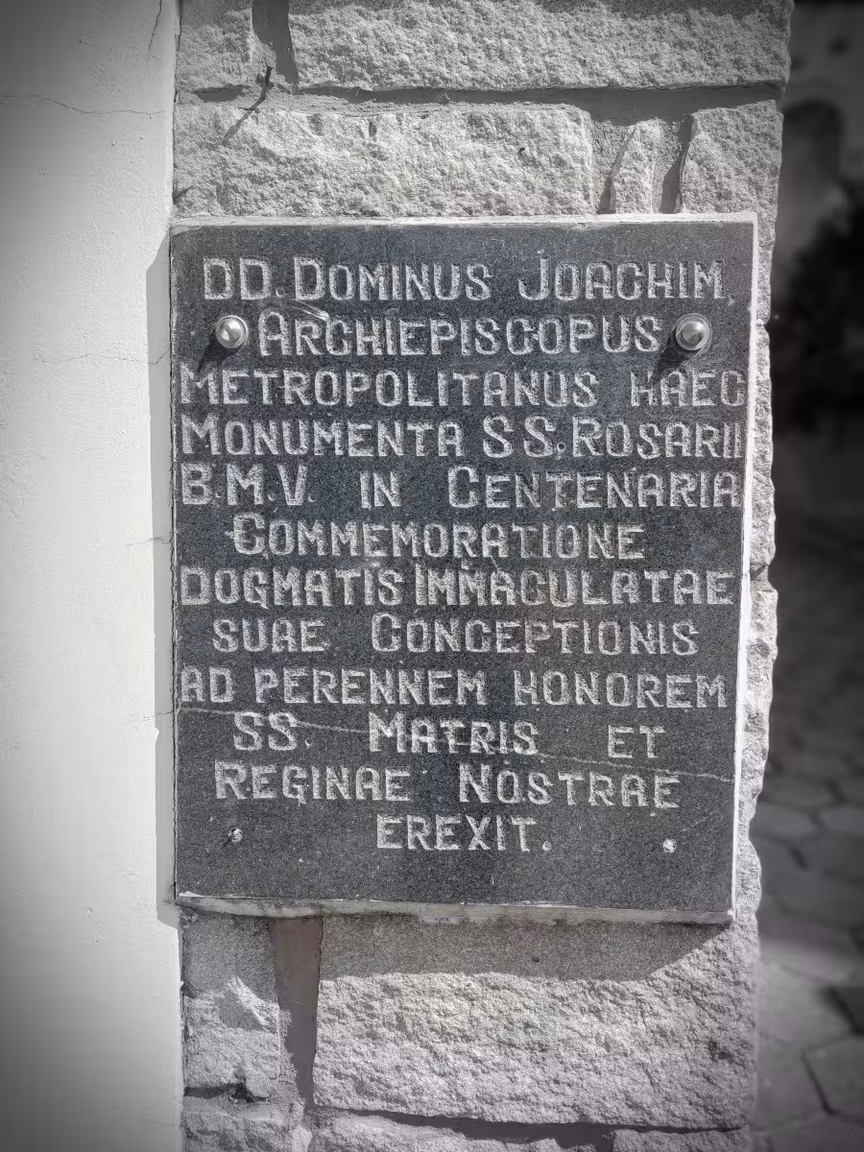 DD. DOMINUS JOACHIM,
ARCHIEPISCOPUS
METROPOLITANUS HAEC
MONUMENTA SS. ROSARII
B.M.V. IN CENTENARIA
COMMEMORATIONE
DOGMATIS IMMACULATAE
SUAE CONCEPTIONIS
AD PERENNEM HONOREM
SS. MATRIS ET
REGINAE NOSTRAE
EREXIT.